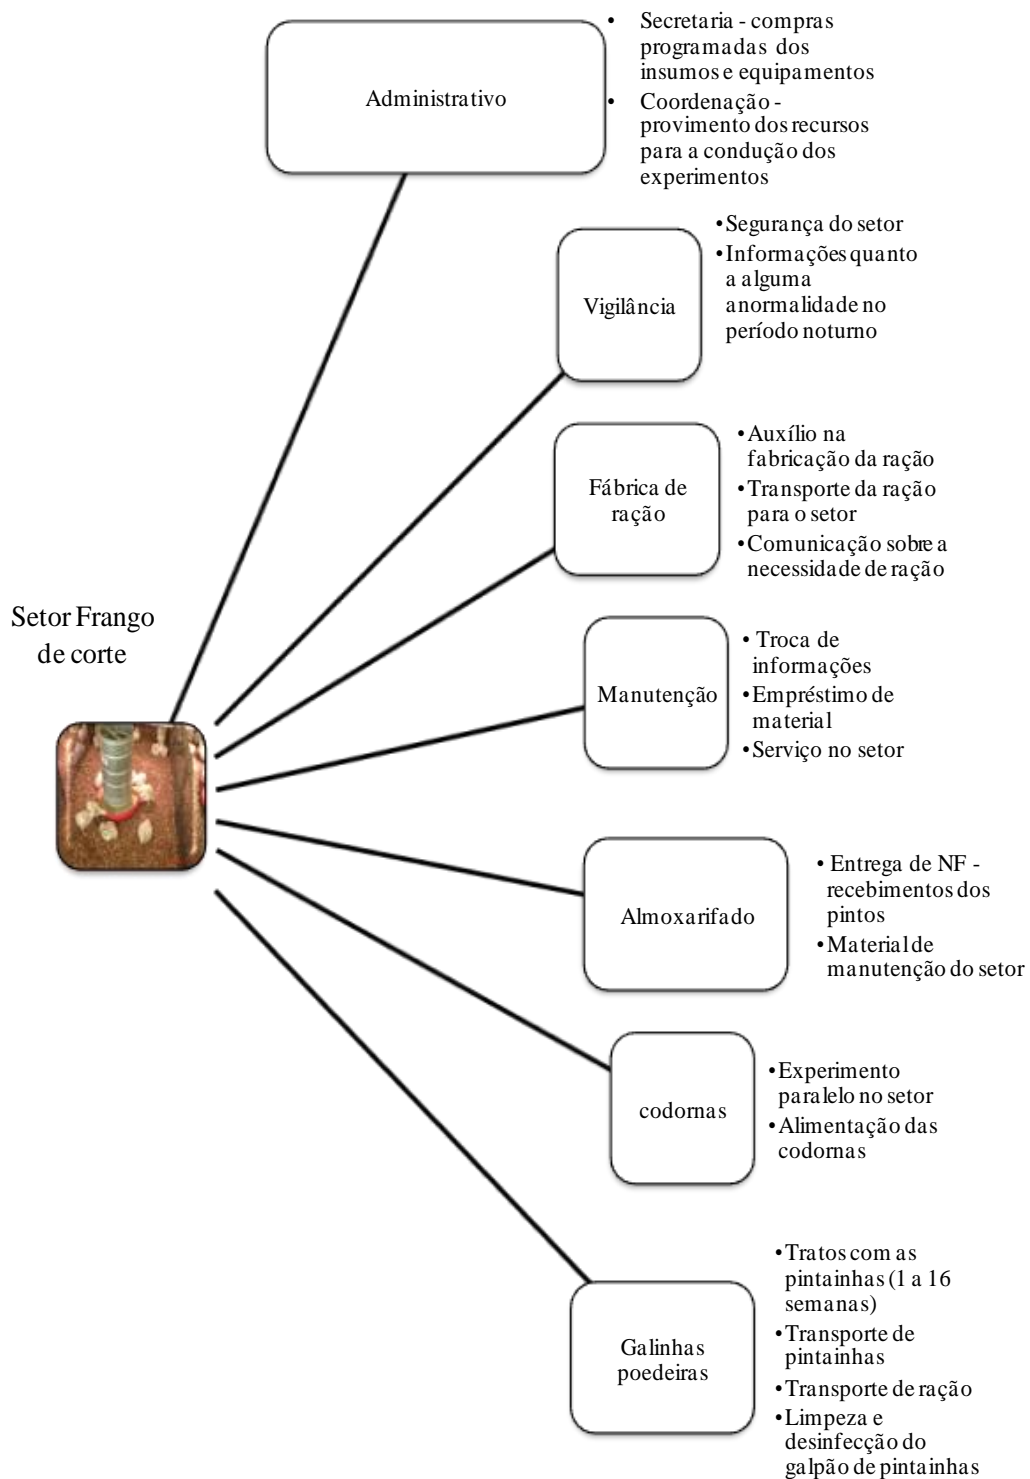 Administrativo
• Secretaria - compras
programadas dos
insumos e equipamentos
• Coordenação -
provimento dos recursos
para a condução dos
experimentos
Vigilância
• Segurança do setor
• Informações quanto
a alguma
anormalidade no
período noturno
Fábrica de
ração
• Auxílio na
fabricação da ração
• Transporte da ração
para o setor
• Comunicação sobre a
necessidade de ração
Setor Frango
de corte
Manutenção
• Troca de
informações
• Empréstimo de
material
• Serviço no setor
Almoxarifado
• Entrega de NF -
recebimentos dos
pintos
• Material de
manutenção do setor
codornas
• Experimento
paralelo no setor
• Alimentação das
codornas
Galinhas
poedeiras
• Tratos com as
pintainhas (1 a 16
semanas)
• Transporte de
pintainhas
• Transporte de ração
• Limpeza e
desinfecção do
galpão de pintainhas